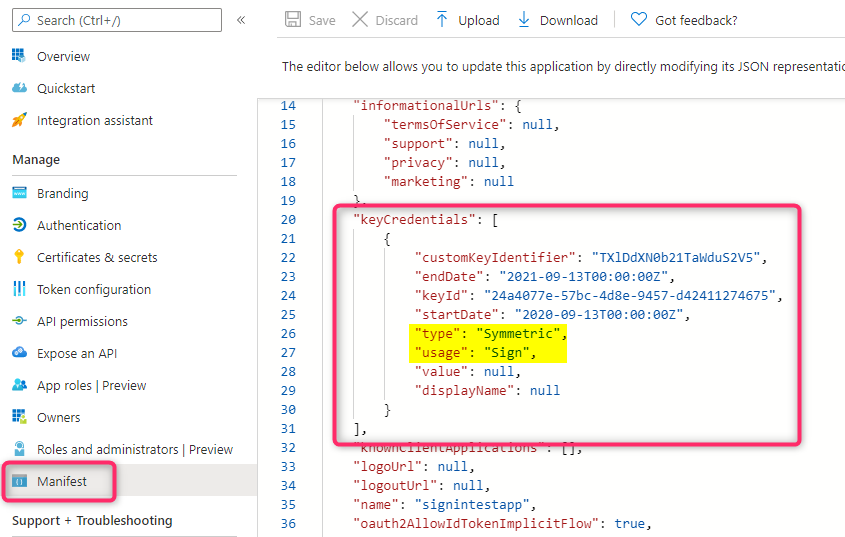 Search (Ctrl+/)
«
Save
Discard
Upload
Download
Got feedback?
Overview
Quickstart
Integration assistant
Manage
Branding
Authentication
Certificates & secrets
Token configuration
API permissions
Expose an API
App roles | Preview
Owners
Roles and administrators | Preview
Manifest
Support + Troubleshooting
The editor below allows you to update this application by directly modifying its JSON representatio
14 "informationalUrls": {
15 "termsOfService": null,
16 "support": null,
17 "privacy": null,
18 "marketing": null
19 },
20 "keyCredentials": [
21 {
22 "customKeyIdentifier": "TXlDdXN0b21TaWduS2V5",
23 "endDate": "2021-09-13T00:00:00Z",
24 "keyId": "24a4077e-57bc-4d8e-9457-d42411274675",
25 "startDate": "2020-09-13T00:00:00Z",
26 "type": "Symmetric",
27 "usage": "Sign",
28 "value": null,
29 "displayName": null
30 }
31 ],
32 "knownClientApplications": [],
33 "logoUrl": null,
34 "logoutUrl": null,
35 "name": "signintestapp",
36 "oauth2AllowIdTokenImplicitFlow": true,